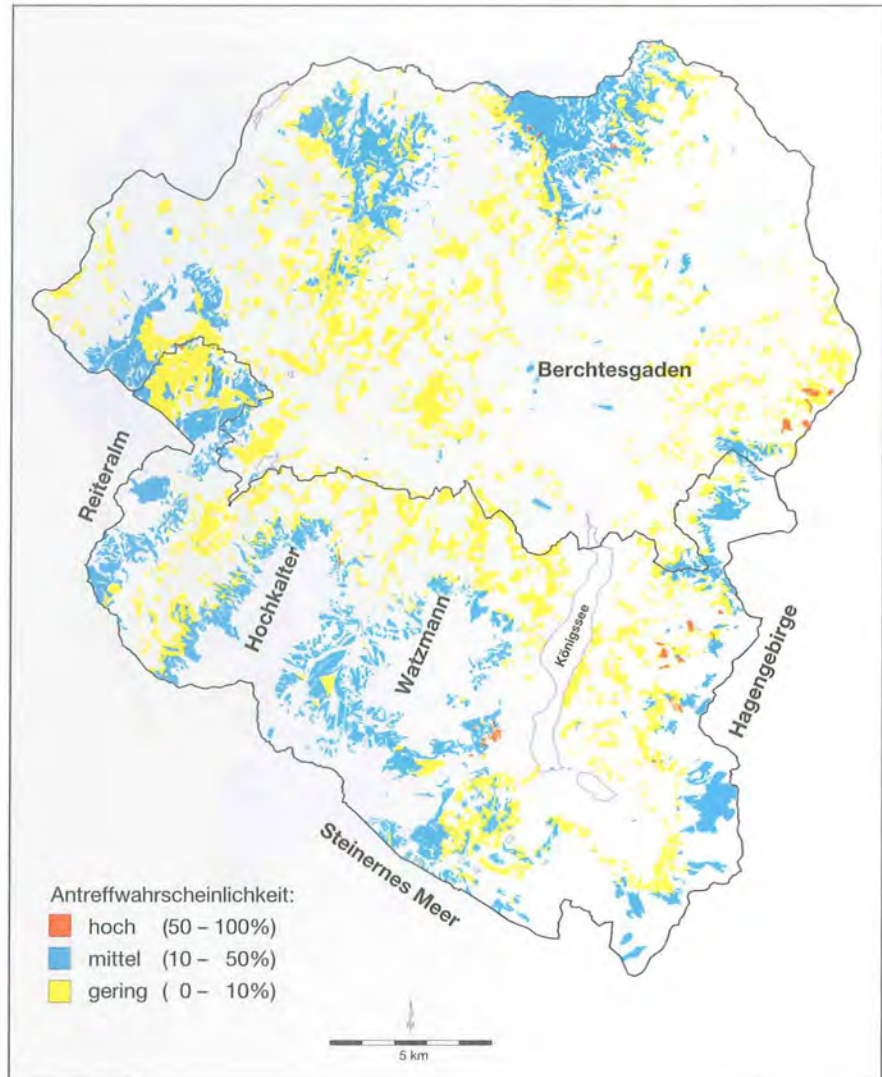 Berchtesgaden
Reiteralm
Hochkalter
Watzmann
Königssee
Hagengebirge
Steinernes Meer
Antreffwahrscheinlichkeit:
hoch (50 – 100%)
mittel (10 – 50%)
gering ( 0 – 10%)
5 km